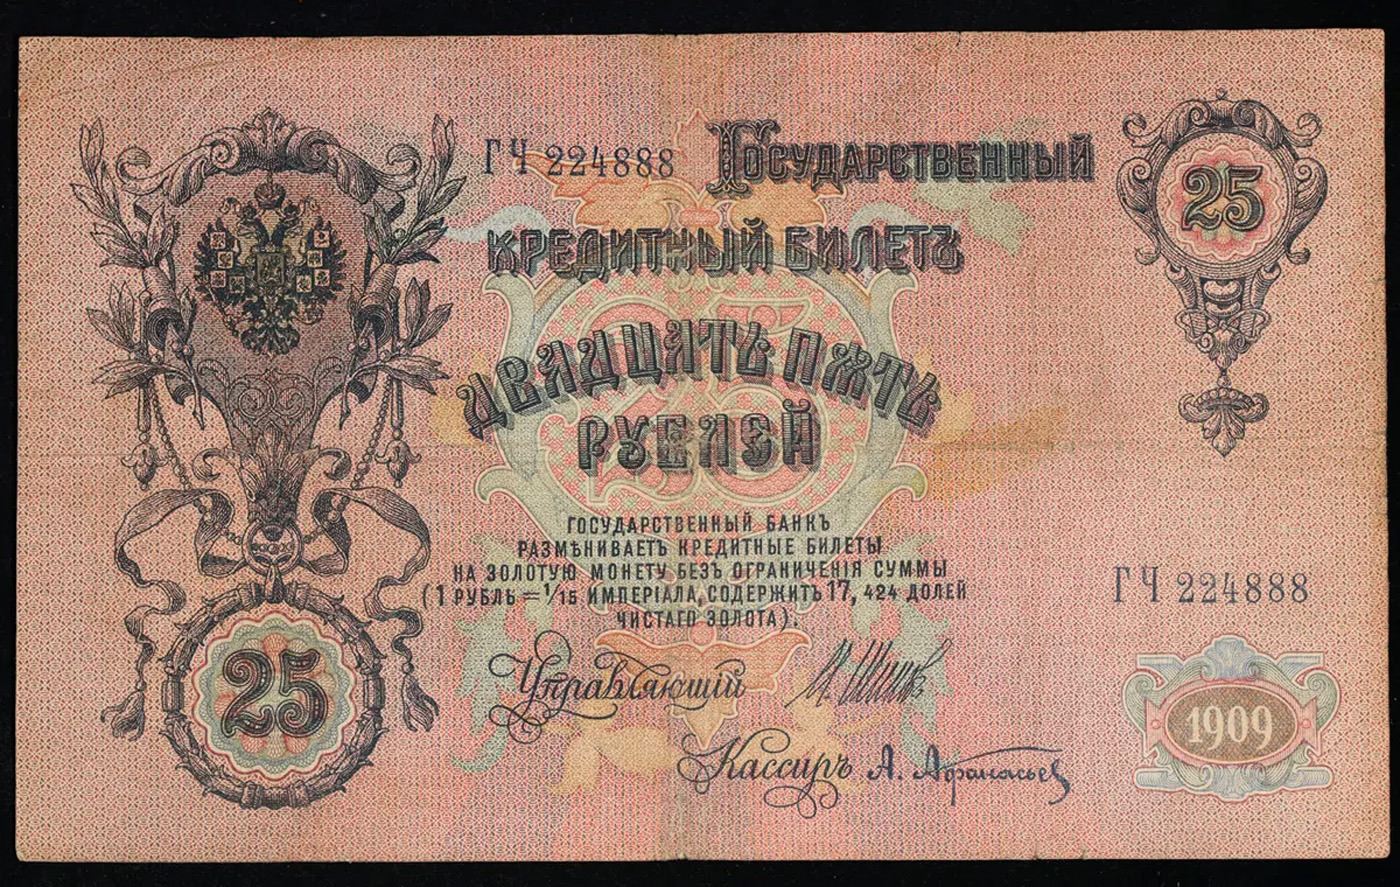 ГЧ 224888 Государственный
Кредитный Билетъ
25
Двадцать пять
рублей
Государственный Банкъ
размѣниваетъ кредитные билеты
на золотую монету безъ ограниченія суммы
(1 рубль = 1/15 имперіала, содержитъ 17, 424 долей
чистаго золота).
ГЧ 224888
25
Управляющій
Кассиръ А. Афанасьев
1909